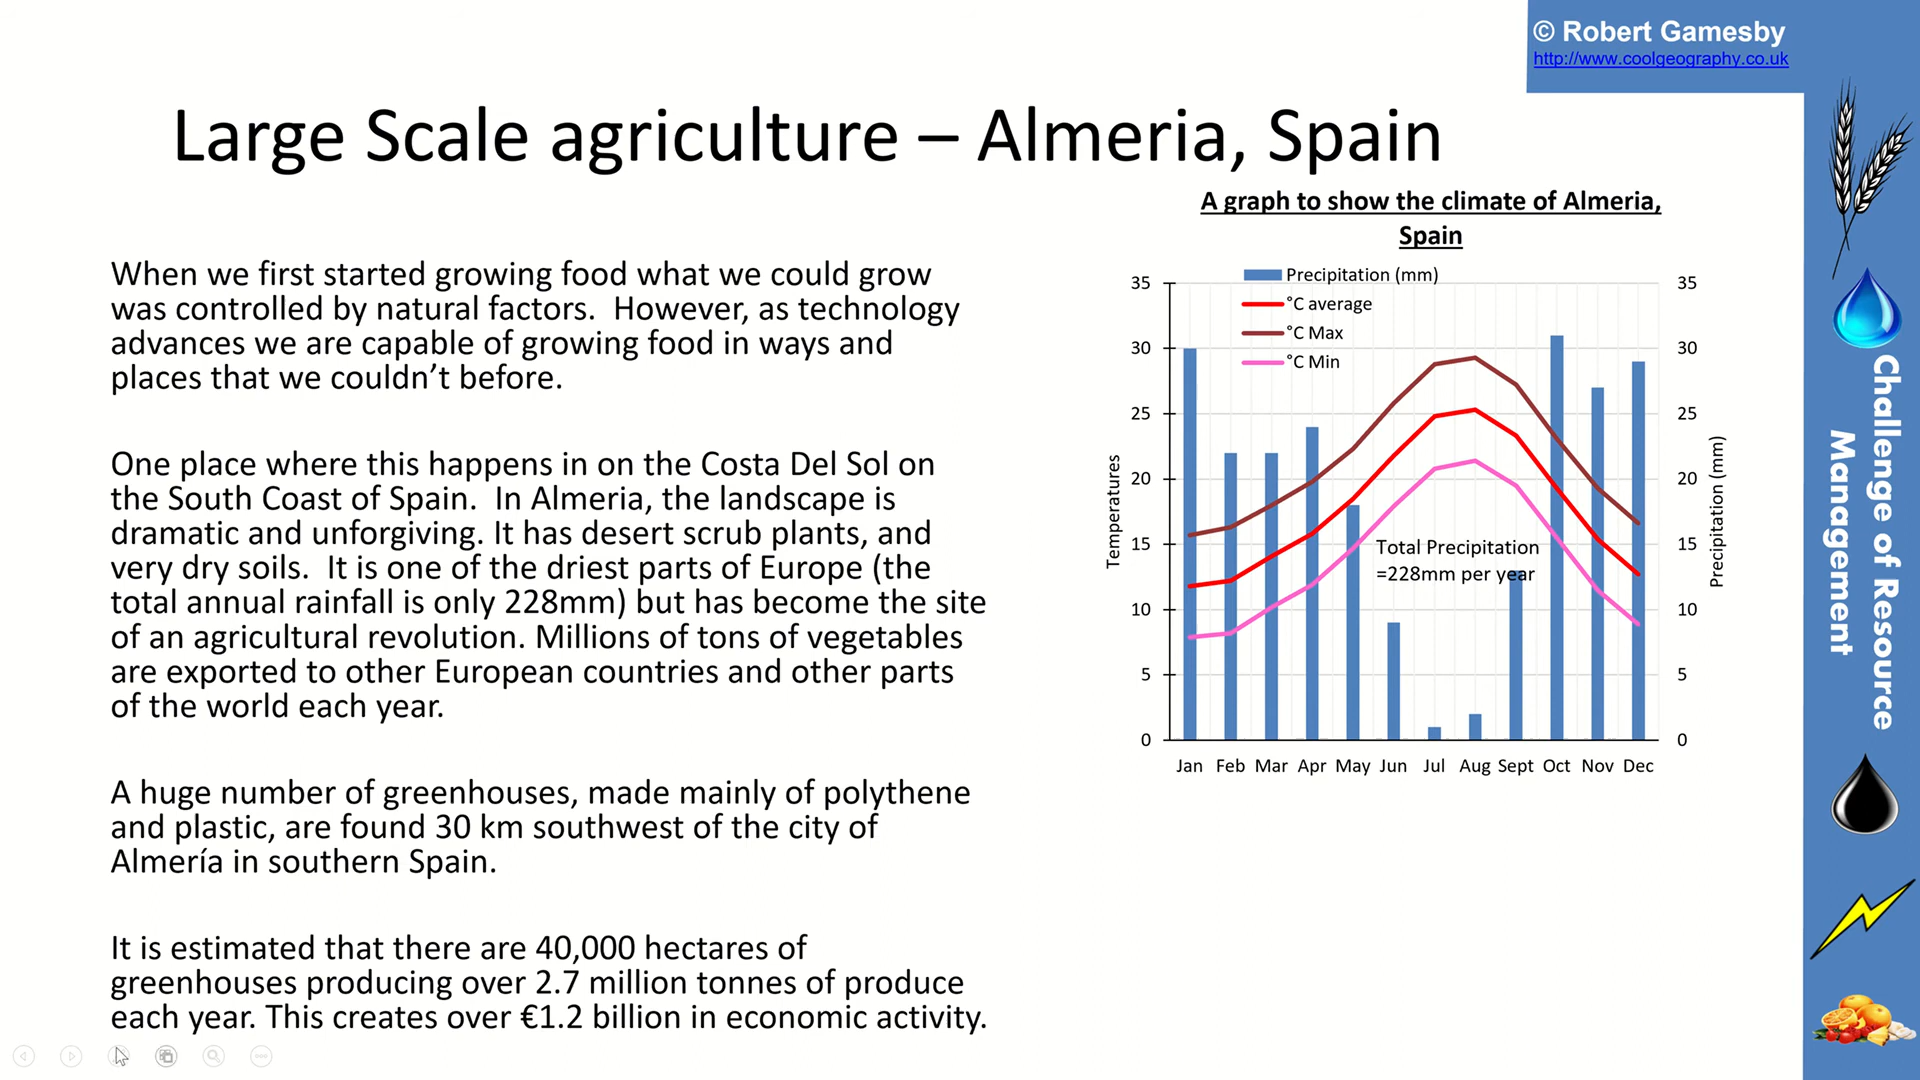 © Robert Gamesby
http://www.coolgeography.co.uk
Large Scale agriculture – Almeria, Spain
When we first started growing food what we could grow
was controlled by natural factors.  However, as technology
advances we are capable of growing food in ways and
places that we couldn’t before.
One place where this happens in on the Costa Del Sol on
the South Coast of Spain.  In Almeria, the landscape is
dramatic and unforgiving. It has desert scrub plants, and
very dry soils.  It is one of the driest parts of Europe (the
total annual rainfall is only 228mm) but has become the site
of an agricultural revolution. Millions of tons of vegetables
are exported to other European countries and other parts
of the world each year.
A huge number of greenhouses, made mainly of polythene
and plastic, are found 30 km southwest of the city of
Almería in southern Spain.
It is estimated that there are 40,000 hectares of
greenhouses producing over 2.7 million tonnes of produce
each year. This creates over €1.2 billion in economic activity.
A graph to show the climate of Almeria,
Spain
Precipitation (mm)
°C average
°C Max
°C Min
35
30
25
20
15
10
5
0
Temperatures
Total Precipitation
=228mm per year
35
30
25
20
15
10
5
0
Precipitation (mm)
Jan Feb Mar Apr May Jun Jul Aug Sept Oct Nov Dec
Challenge of Resource
Management